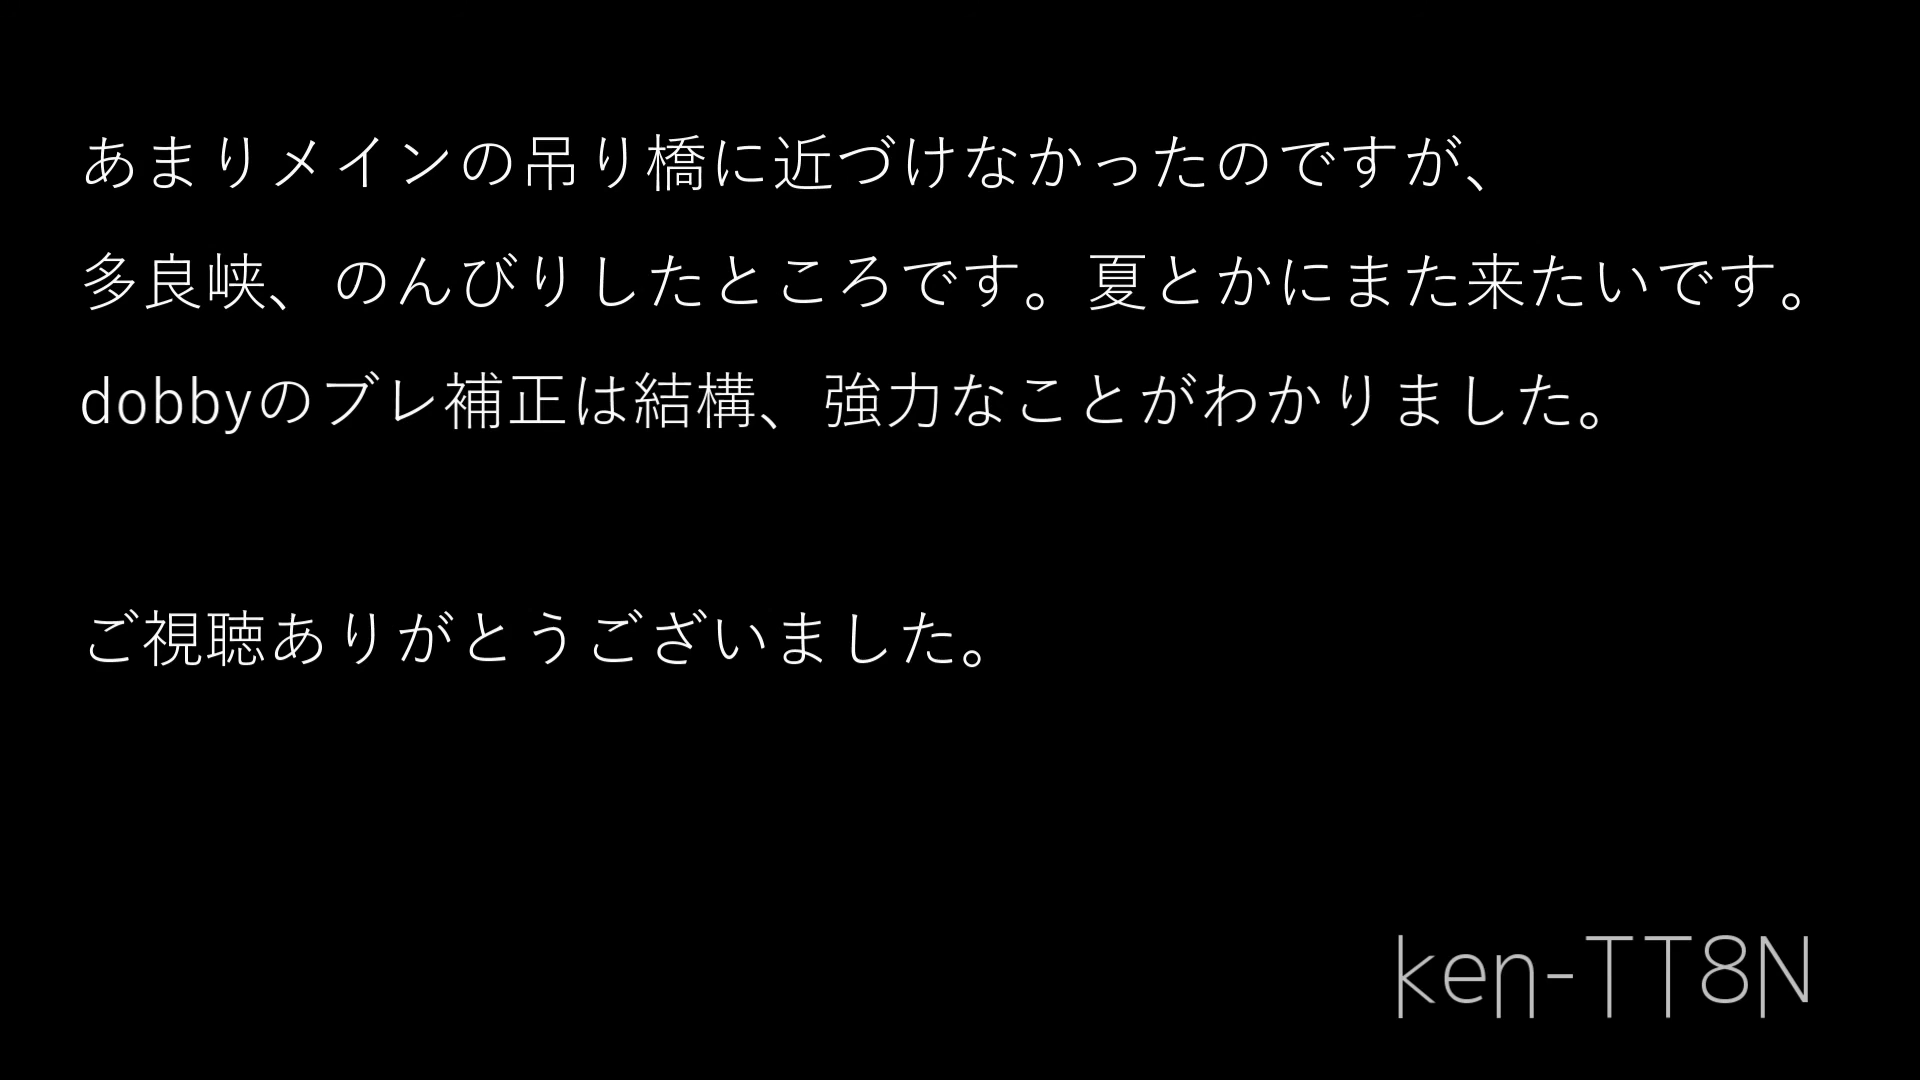 あまりメインの吊り橋に近づけなかったのですが、
多良峡、のんびりしたところです。夏とかにまた来たいです。
dobbyのブレ補正は結構、強力なことがわかりました。
ご視聴ありがとうございました。
ken-TT8N